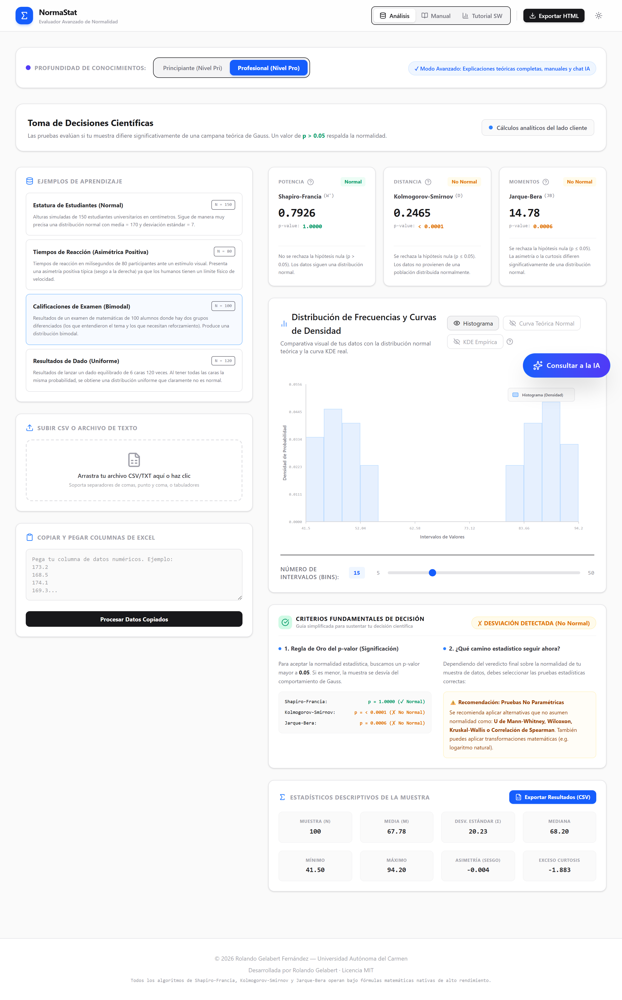 NormaStat
Evaluador Avanzado de Normalidad
Análisis
Manual
Tutorial SW
Exportar HTML
PROFUNDIDAD DE CONOCIMIENTOS:
Principiante (Nivel Pri)
Profesional (Nivel Pro)
✓ Modo Avanzado: Explicaciones teóricas completas, manuales y chat IA
Toma de Decisiones Científicas
Las pruebas evalúan si tu muestra difiere significativamente de una campana teórica de Gauss. Un valor de p > 0.05 respalda la normalidad.
Cálculos analíticos del lado cliente
EJEMPLOS DE APRENDIZAJE
Estatura de Estudiantes (Normal)
N = 150
Alturas simuladas de 150 estudiantes universitarios en centímetros. Sigue de manera muy
precisa una distribución normal con media = 170 y desviación estándar = 7.
Tiempos de Reacción (Asimétrica Positiva)
N = 80
Tiempos de reacción en milisegundos de 80 participantes ante un estímulo visual. Presenta
una asimetría positiva típica (sesgo a la derecha) ya que los humanos tienen un límite físico de
velocidad.
Calificaciones de Examen (Bimodal)
N = 100
Resultados de un examen de matemáticas de 100 alumnos donde hay dos grupos
diferenciados (los que entendieron el tema y los que necesitan reforzamiento). Produce una
distribución bimodal.
Resultados de Dado (Uniforme)
N = 120
Resultados de lanzar un dado equilibrado de 6 caras 120 veces. Al tener todas las caras la
misma probabilidad, se obtiene una distribución uniforme que claramente no es normal.
SUBIR CSV O ARCHIVO DE TEXTO
Arrastra tu archivo CSV/TXT aquí o haz clic
Soporta separadores de comas, punto y coma, o tabuladores
COPIAR Y PEGAR COLUMNAS DE EXCEL
Pega tu columna de datos numéricos. Ejemplo:
173.2
168.5
174.1
169.3...
Procesar Datos Copiados
POTENCIA
Normal
Shapiro-Francia (W')
0.7926
p-value: 1.0000
No se rechaza la hipótesis nula (p >
0.05). Los datos siguen una distribución
normal.
DISTANCIA
No Normal
Kolmogorov-Smirnov (D)
0.2465
p-value: < 0.0001
Se rechaza la hipótesis nula (p ≤ 0.05).
Los datos no provienen de una
población distribuida normalmente.
MOMENTOS
No Normal
Jarque-Bera (JB)
14.78
p-value: 0.0006
Se rechaza la hipótesis nula (p ≤ 0.05).
La asimetría o la curtosis difieren
significativamente de una distribución
normal.
Distribución de Frecuencias y Curvas
de Densidad
Comparativa visual de tus datos con la distribución normal
teórica y la curva KDE real.
Histograma
Curva Teórica Normal
KDE Empírica
Consultar a la IA
Histograma (Densidad)
Densidad de Probabilidad
0.0556
0.0445
0.0334
0.0223
0.0111
0.0000
41.5
52.04
62.58
73.12
83.66
94.2
Intervalos de Valores
NÚMERO DE
INTERVALOS (BINS):
15
5
50
CRITERIOS FUNDAMENTALES DE DECISIÓN
Guía simplificada para sustentar tu decisión científica
✗ DESVIACIÓN DETECTADA (No Normal)
1. Regla de Oro del p-valor (Significación)
Para aceptar la normalidad estadística, buscamos un p-valor
mayor a 0.05. Si es menor, la muestra se desvía del
comportamiento de Gauss.
Shapiro-Francia: p = 1.0000 (✓ Normal)
Kolmogorov-Smirnov: p = < 0.0001 (✗ No Normal)
Jarque-Bera: p = 0.0006 (✗ No Normal)
2. ¿Qué camino estadístico seguir ahora?
Dependiendo del veredicto final sobre la normalidad de tu
muestra de datos, debes seleccionar las pruebas estadísticas
correctas:
⚠️ Recomendación: Pruebas No Paramétricas
Se recomienda aplicar alternativas que no asumen
normalidad como: U de Mann-Whitney, Wilcoxon,
Kruskal-Wallis o Correlación de Spearman. También
puedes aplicar transformaciones matemáticas (e.g.
logaritmo natural).
ESTADÍSTICOS DESCRIPTIVOS DE LA MUESTRA
Exportar Resultados (CSV)
MUESTRA (N)
100
MEDIA (M)
67.78
DESV. ESTÁNDAR (Σ)
20.23
MEDIANA
68.20
MÍNIMO
41.50
MÁXIMO
94.20
ASIMETRÍA (SESGO)
-0.004
EXCESO CURTOSIS
-1.883
© 2026 Rolando Gelabert Fernández — Universidad Autónoma del Carmen
Desarrollada por Rolando Gelabert · Licencia MIT
Todos los algoritmos de Shapiro-Francia, Kolmogorov-Smirnov y Jarque-Bera operan bajo fórmulas matemáticas nativas de alto rendimiento.